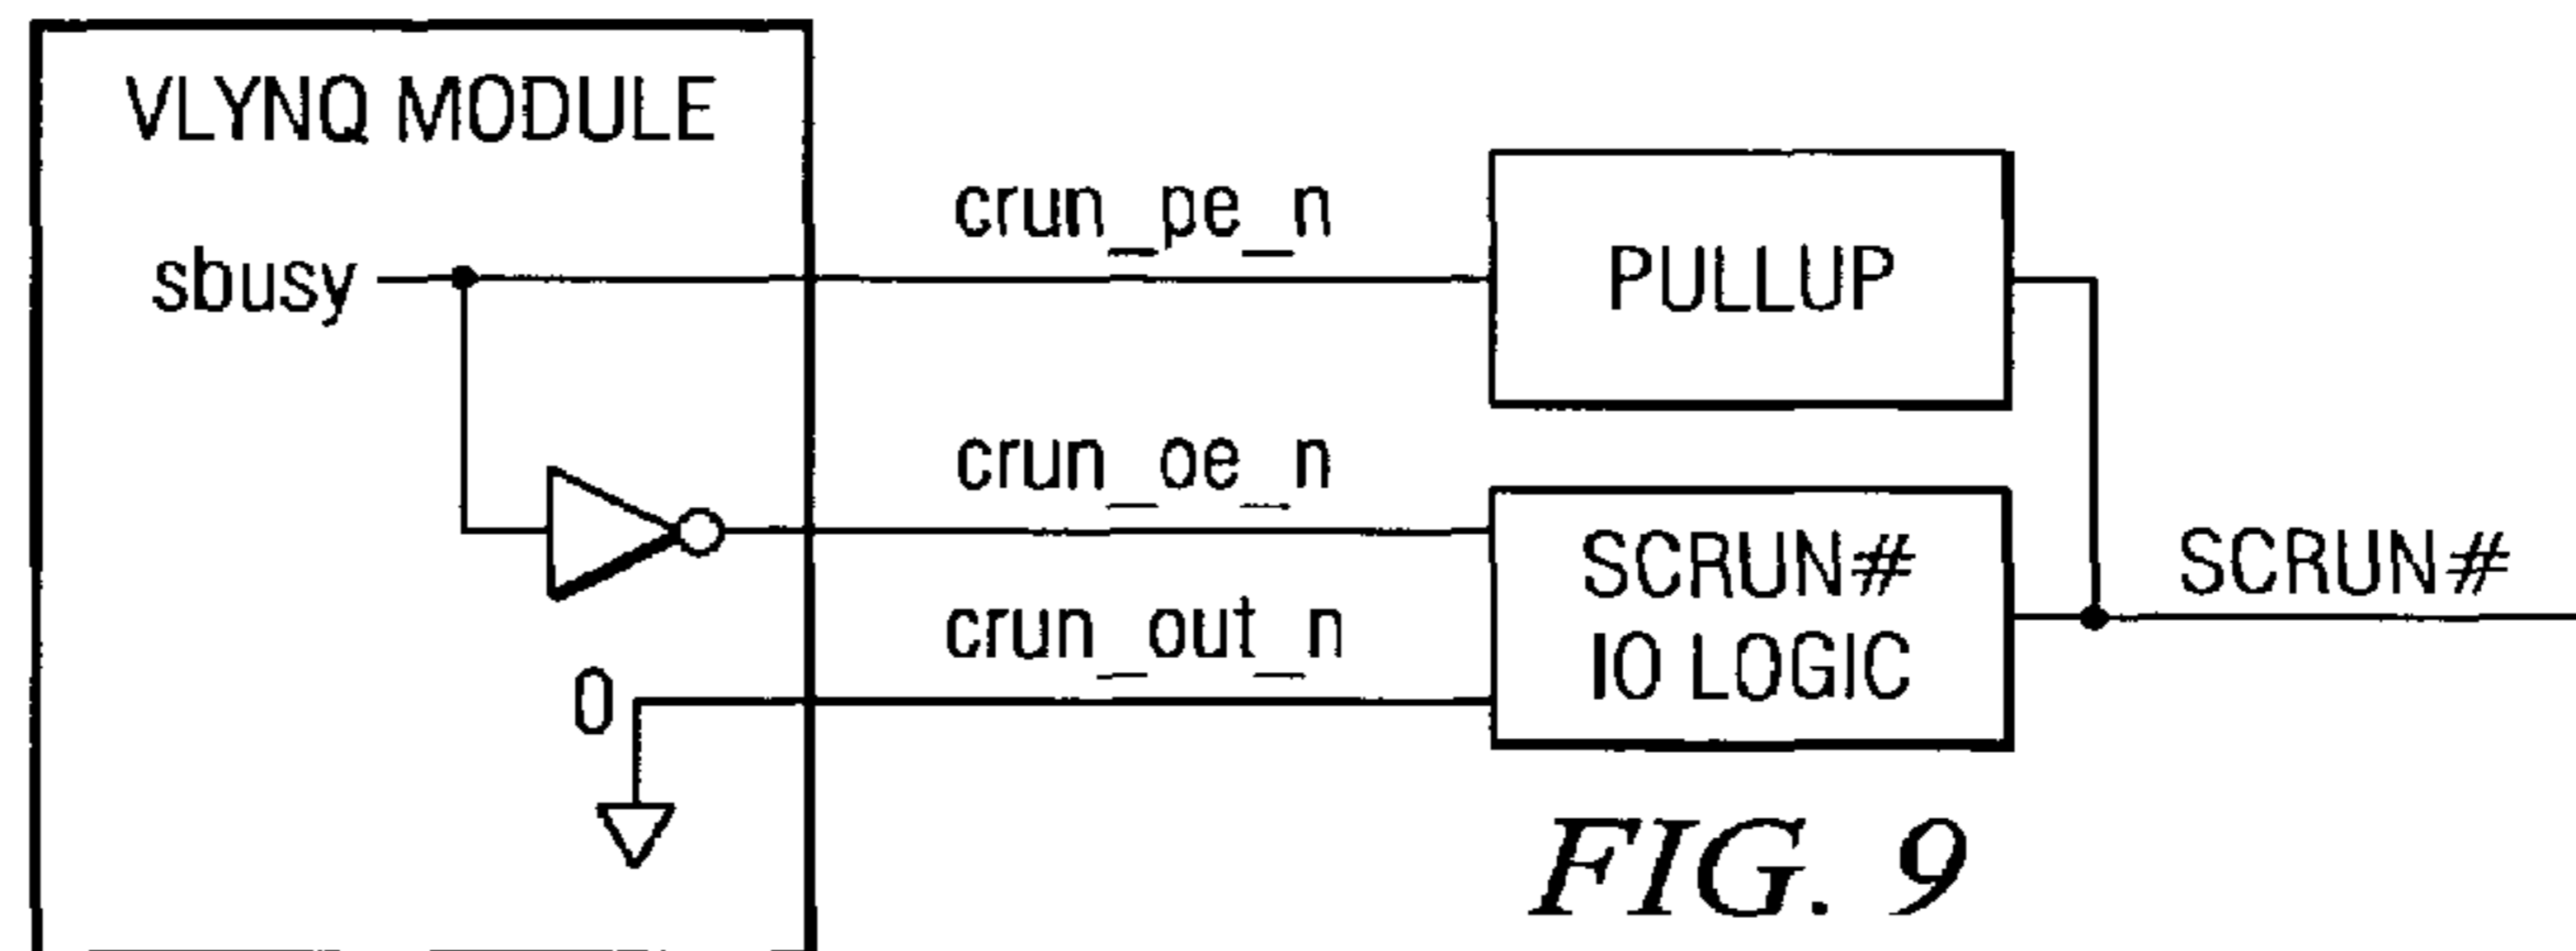 VLYNQ MODULE
crun_pe_n
sbusy
PULLUP
crun_oe_n
SCRUN#
IO LOGIC
SCRUN#
crun_out_n
0
FIG. 9